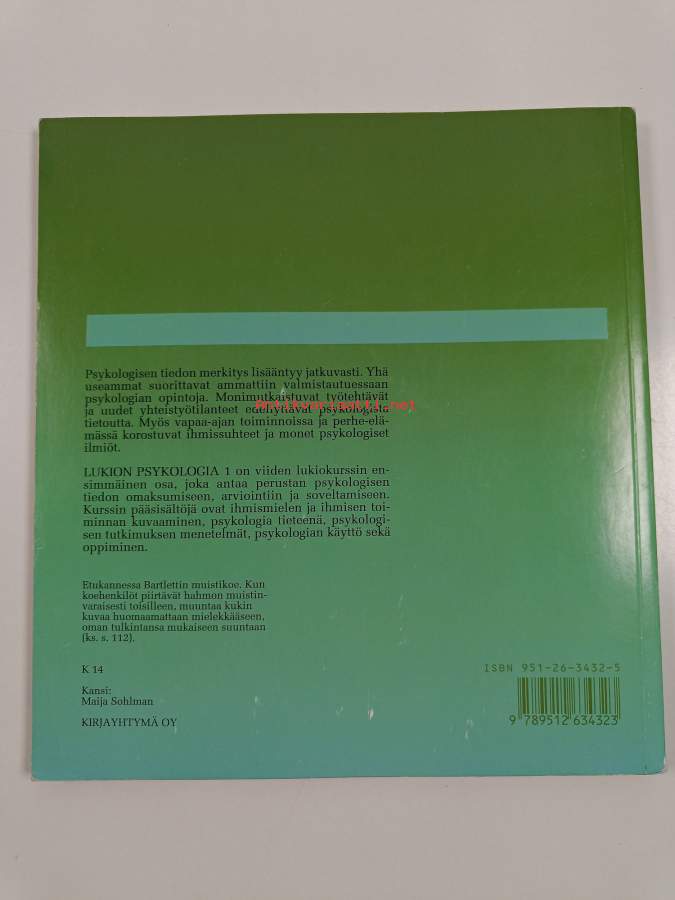 Psykologisen tiedon merkitys lisääntyy jatkuvasti. Yhä
useammat suorittavat ammattiin valmistautuessaan
psykologian opintoja. Monimutkaistuvat työtehtävät
ja uudet yhteistyötilanteet edellyttävät psykologista
Antikvariaatti.net
tietoutta. Myös vapaa-ajan toiminnoissa ja perhe-elä-
mässä korostuvat ihmissuhteet ja monet psykologiset
ilmiöt.
LUKION PSYKOLOGIA 1 on viiden lukiokurssin en-
simmäinen osa, joka antaa perustan psykologisen
tiedon omaksumiseen, arviointiin ja soveltamiseen.
Kurssin pääsisältöjä ovat ihmismielen ja ihmisen toi-
minnan kuvaaminen, psykologia tieteenä, psykologi-
sen tutkimuksen menetelmät, psykologian käyttö sekä
oppiminen.
Etukannessa Bartlettin muistikoe. Kun
koehenkilöt piirtävät hahmon muistin-
varaisesti toisilleen, muuntaa kukin
kuvaa huomaamattaan mielekkääseen,
oman tulkintansa mukaiseen suuntaan
(ks. s. 112).
K 14
Kansi:
Maija Sohlman
KIRJAYHTYMÄ OY
ISBN 951-26-3432-5
9 789512 634323